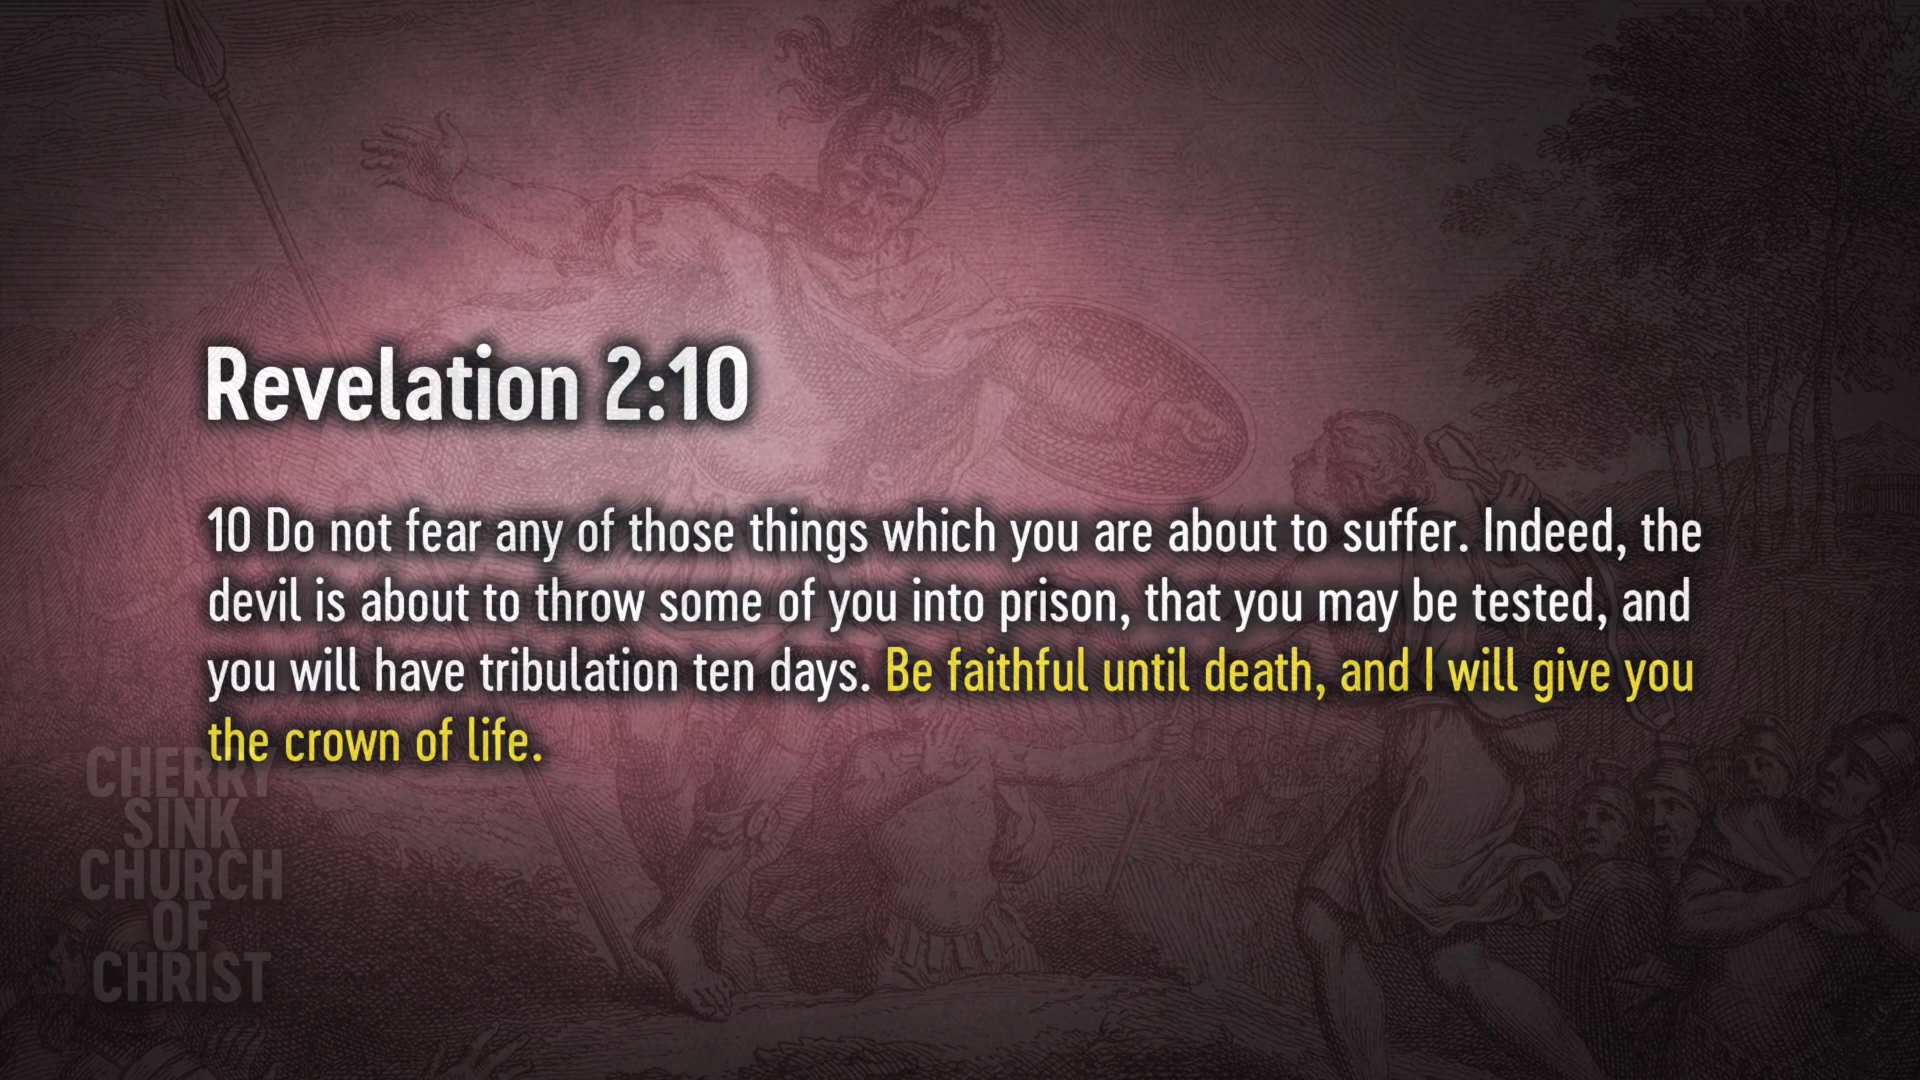 Revelation 2:10
10 Do not fear any of those things which you are about to suffer. Indeed, the
devil is about to throw some of you into prison, that you may be tested, and
you will have tribulation ten days. Be faithful until death, and I will give you
the crown of life.
CHERRY
SINK
CHURCH
OF
CHRIST